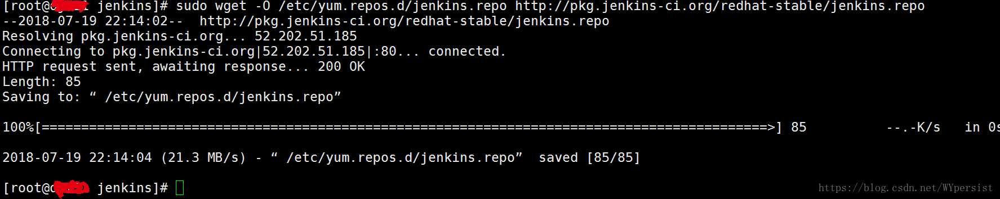 [root@ jenkins]# sudo wget -O /etc/yum.repos.d/jenkins.repo http://pkg.jenkins-ci.org/redhat-stable/jenkins.repo
--2018-07-19 22:14:02--  http://pkg.jenkins-ci.org/redhat-stable/jenkins.repo
Resolving pkg.jenkins-ci.org... 52.202.51.185
Connecting to pkg.jenkins-ci.org|52.202.51.185|:80... connected.
HTTP request sent, awaiting response... 200 OK
Length: 85
Saving to: “ /etc/yum.repos.d/jenkins.repo”
100%[============================================================================================>] 85          --.-K/s   in 0s
2018-07-19 22:14:04 (21.3 MB/s) - “ /etc/yum.repos.d/jenkins.repo”  saved [85/85]
[root@ jenkins]#
https://blog.csdn.net/WYpersist